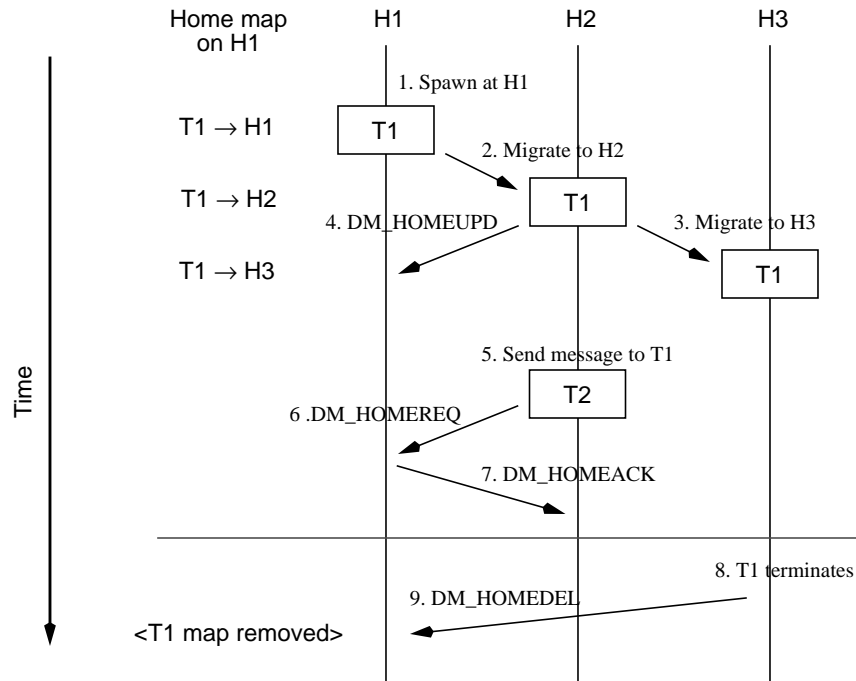 Home map
on H1
H1
H2
H3
1. Spawn at H1
T1 → H1
T1
2. Migrate to H2
T1 → H2
T1
4. DM_HOMEUPD
3. Migrate to H3
T1 → H3
T1
5. Send message to T1
Time
T2
6 .DM_HOMEREQ
7. DM_HOMEACK
8. T1 terminates
9. DM_HOMEDEL
<T1 map removed>